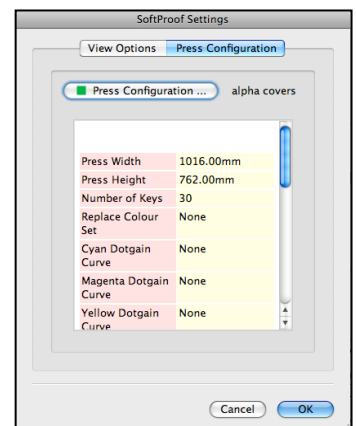 SoftProof Settings
View Options Press Configuration
Press Configuration ... alpha covers
Press Width 1016.00mm
Press Height 762.00mm
Number of Keys 30
Replace Colour None
Set
Cyan Dotgain None
Curve
Magenta Dotgain None
Curve
Yellow Dotgain None
Curve
Cancel OK